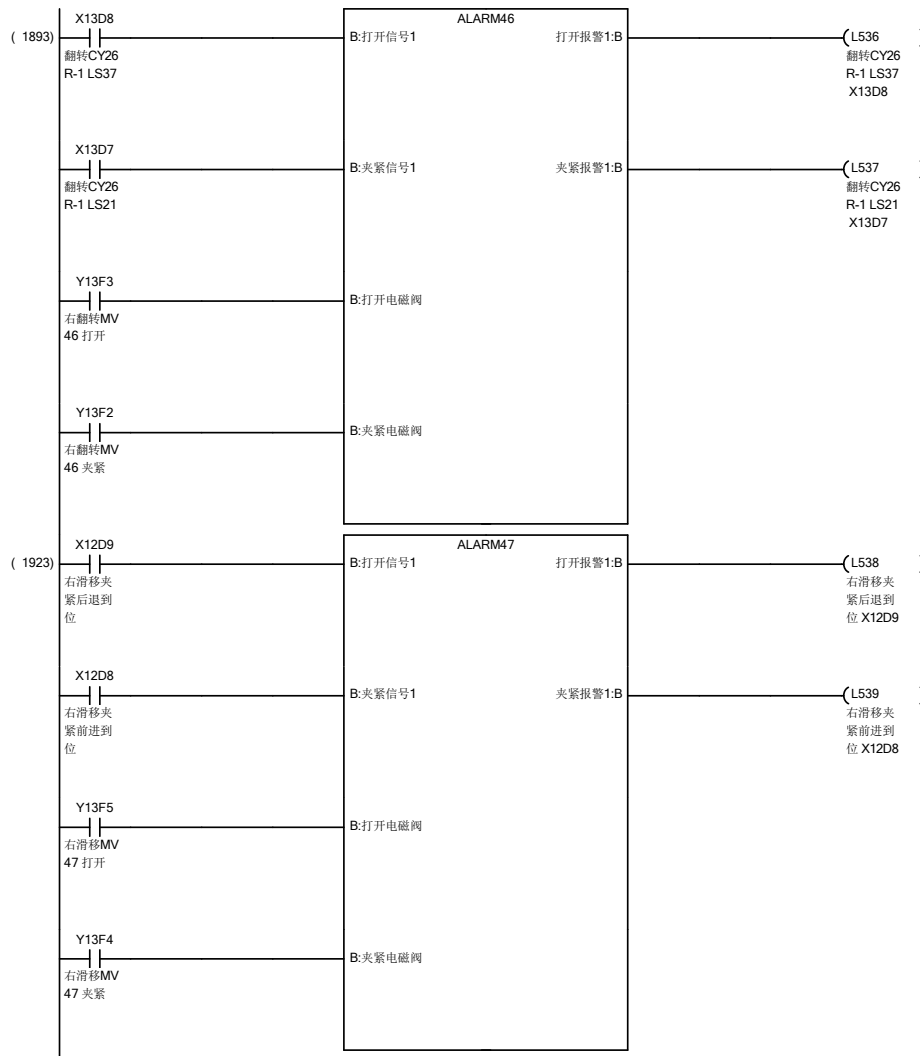 X13D8
ALARM46
( 1893)
B:打开信号1
打开报警1:B
L536
翻转CY26
R-1 LS37
翻转CY26
R-1 LS37
X13D8
X13D7
B:夹紧信号1
夹紧报警1:B
L537
翻转CY26
R-1 LS21
翻转CY26
R-1 LS21
X13D7
Y13F3
B:打开电磁阀
右翻转MV
46 打开
Y13F2
B:夹紧电磁阀
右翻转MV
46 夹紧
X12D9
ALARM47
( 1923)
B:打开信号1
打开报警1:B
L538
右滑移夹
紧后退到
位
右滑移夹
紧后退到
位 X12D9
X12D8
B:夹紧信号1
夹紧报警1:B
L539
右滑移夹
紧前进到
位
右滑移夹
紧前进到
位 X12D8
Y13F5
B:打开电磁阀
右滑移MV
47 打开
Y13F4
B:夹紧电磁阀
右滑移MV
47 夹紧